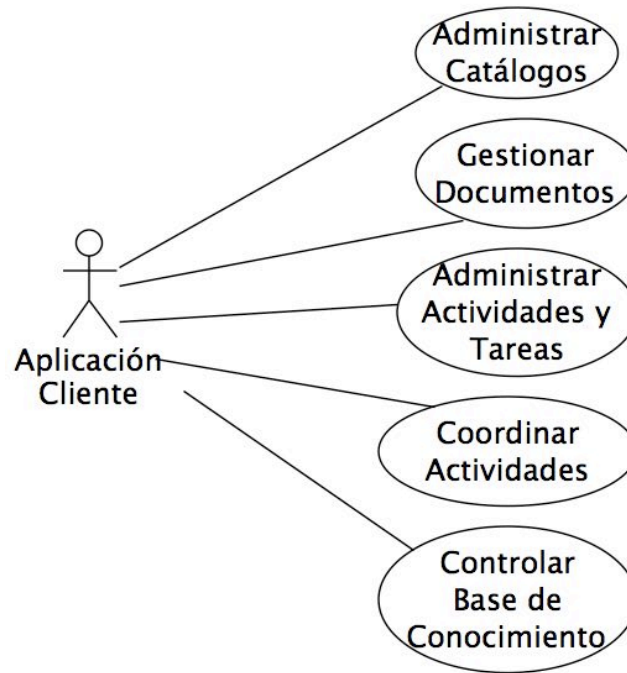 Administrar
Catálogos
Gestionar
Documentos
Administrar
Actividades y
Tareas
Aplicación
Cliente
Coordinar
Actividades
Controlar
Base de
Conocimiento